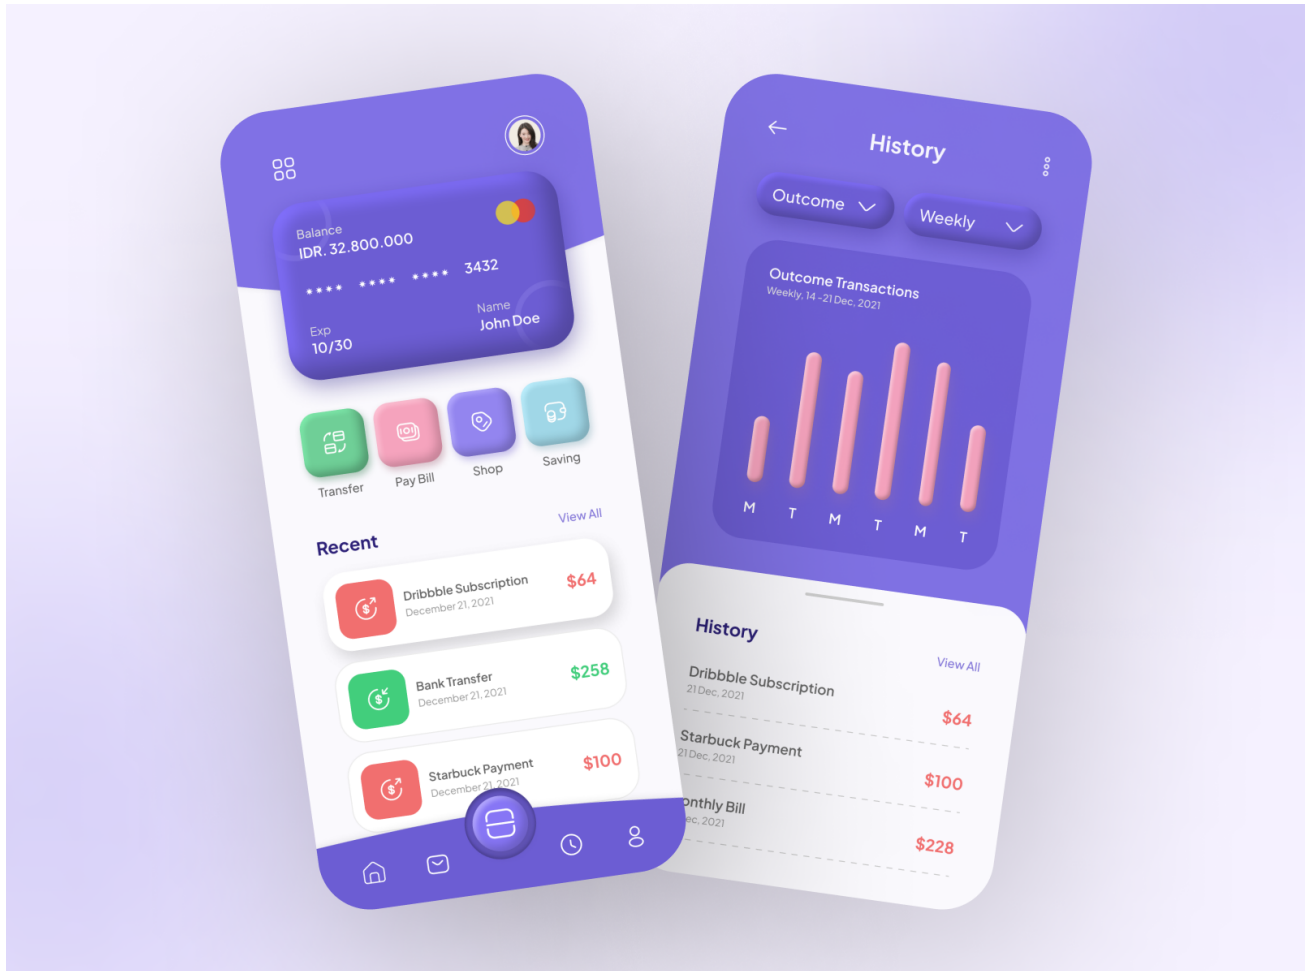 Balance
IDR. 32.800.000
**** **** **** 3432
Exp
10/30
Name
John Doe
Transfer
Pay Bill
Shop
Saving
Recent
View All
Dribbble Subscription
December 21, 2021
$64
Bank Transfer
December 21, 2021
$258
Starbuck Payment
December 21, 2021
$100
History
Outcome
Weekly
Outcome Transactions
Weekly, 14 -21 Dec, 2021
M T M T M T
History
View All
Dribbble Subscription
21 Dec, 2021
$64
Starbuck Payment
21 Dec, 2021
$100
onthly Bill
ec, 2021
$228